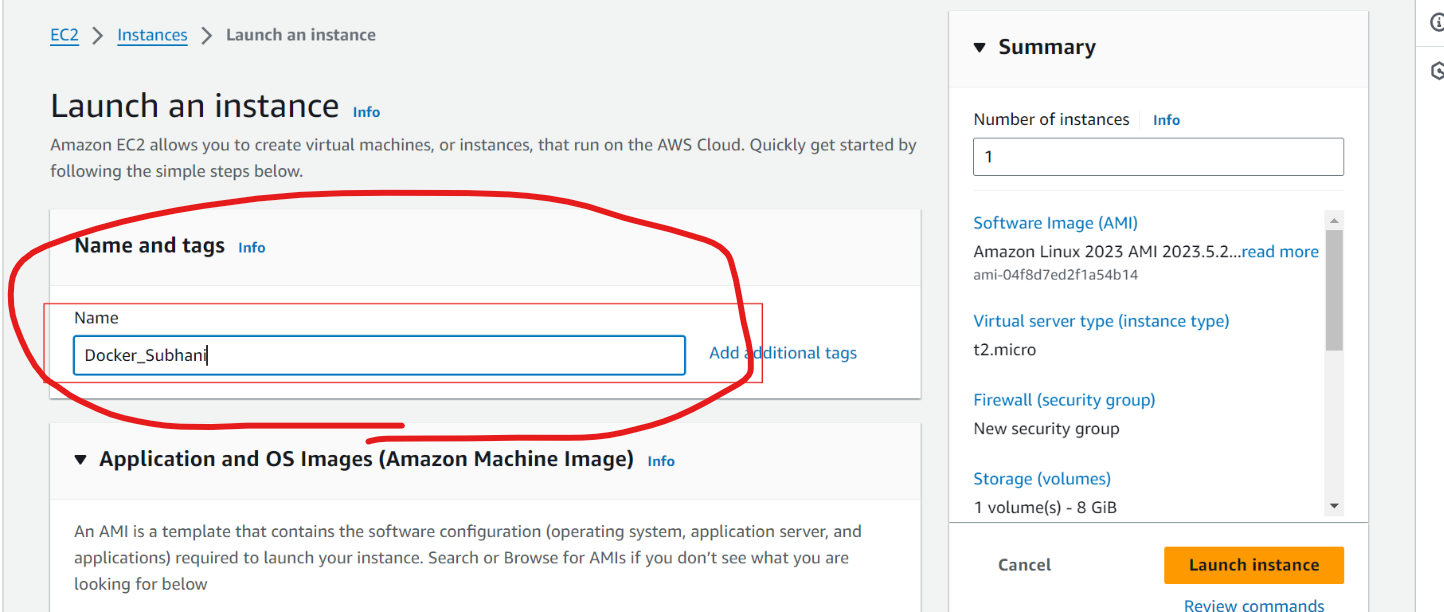 EC2 > Instances > Launch an instance
Launch an instance Info
Amazon EC2 allows you to create virtual machines, or instances, that run on the AWS Cloud. Quickly get started by
following the simple steps below.
Name and tags Info
Name
Docker_Subhani
Add additional tags
Application and OS Images (Amazon Machine Image) Info
An AMI is a template that contains the software configuration (operating system, application server, and
applications) required to launch your instance. Search or Browse for AMIs if you don’t see what you are
looking for below
Summary
Number of instances Info
1
Software Image (AMI)
Amazon Linux 2023 AMI 2023.5.2...read more
ami-04f8d7ed2f1a54b14
Virtual server type (instance type)
t2.micro
Firewall (security group)
New security group
Storage (volumes)
1 volume(s) - 8 GiB
Cancel
Launch instance
Review commands